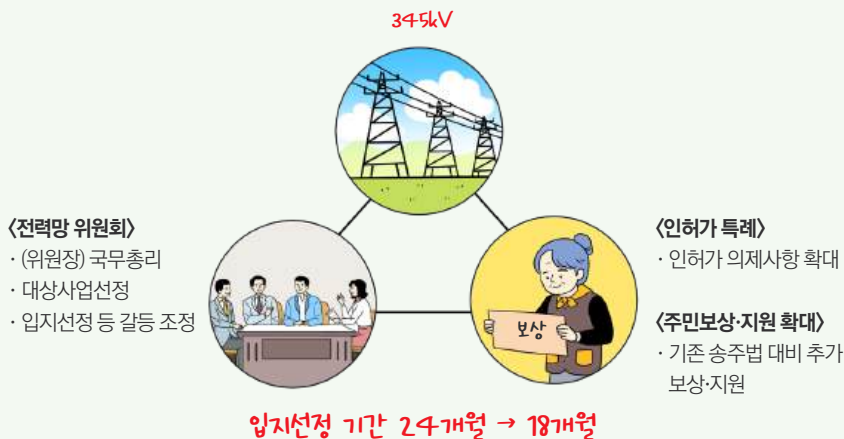 345kV
〈전력망 위원회〉
· (위원장) 국무총리
· 대상사업선정
· 입지선정 등 갈등 조정
보상
〈인허가 특례〉
· 인허가 의제사항 확대
〈주민보상·지원 확대〉
· 기존 송주법 대비 추가
보상·지원
입지선정 기간 24개월 → 18개월